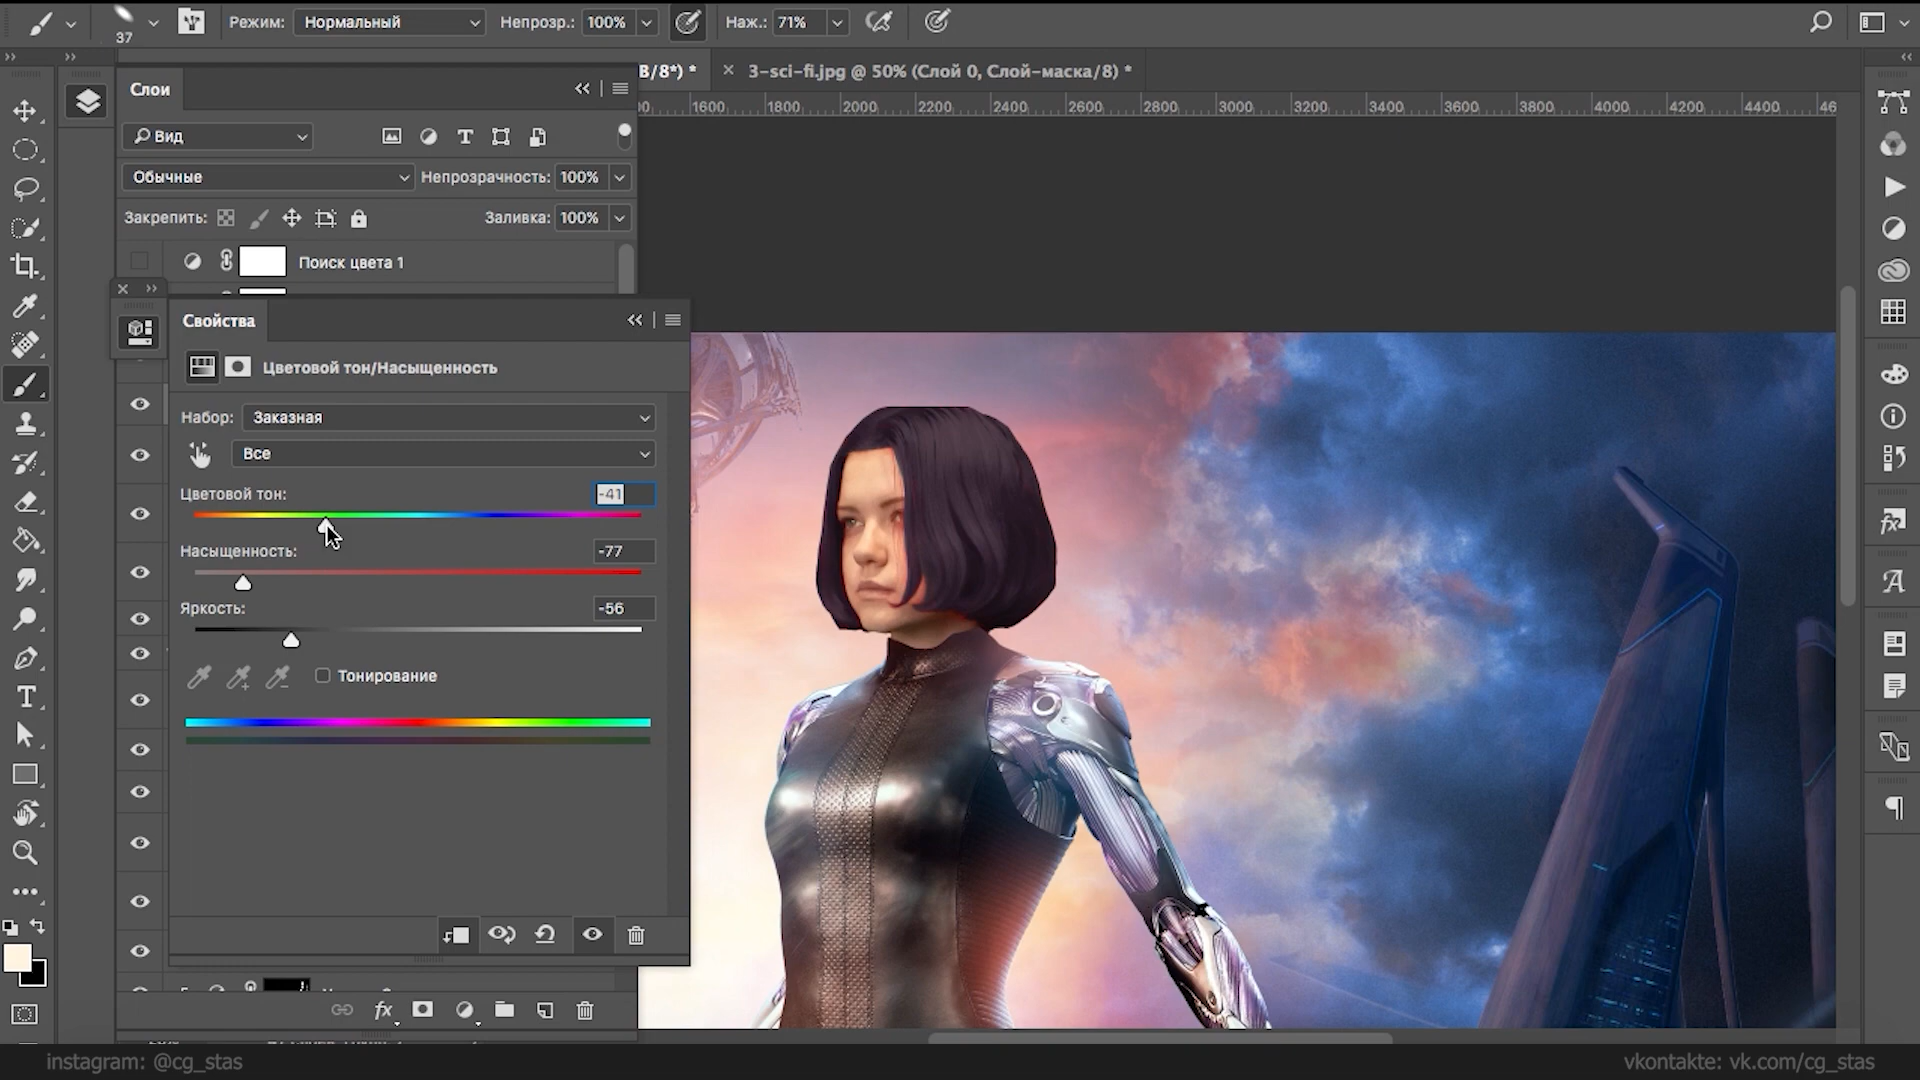 Режим: Нормальный Непрозр.: 100% Наж.: 71%
37
B/8*) * × 3-sci-fi.jpg @ 50% (Слой 0, Слой-маска/8) *
1600 1800 2000 2200 2400 2600 2800 3000 3200 3400 3600 3800 4000 4200 4400 46
Слои
Вид
Обычные Непрозрачность: 100%
Закрепить: Заливка: 100%
Поиск цвета 1
Свойства
Цветовой тон/Насыщенность
Набор: Заказная
Все
Цветовой тон: -41
Насыщенность: -77
Яркость: -56
Тонирование
instagram: @cg_stas
vkontakte: vk.com/cg_stas